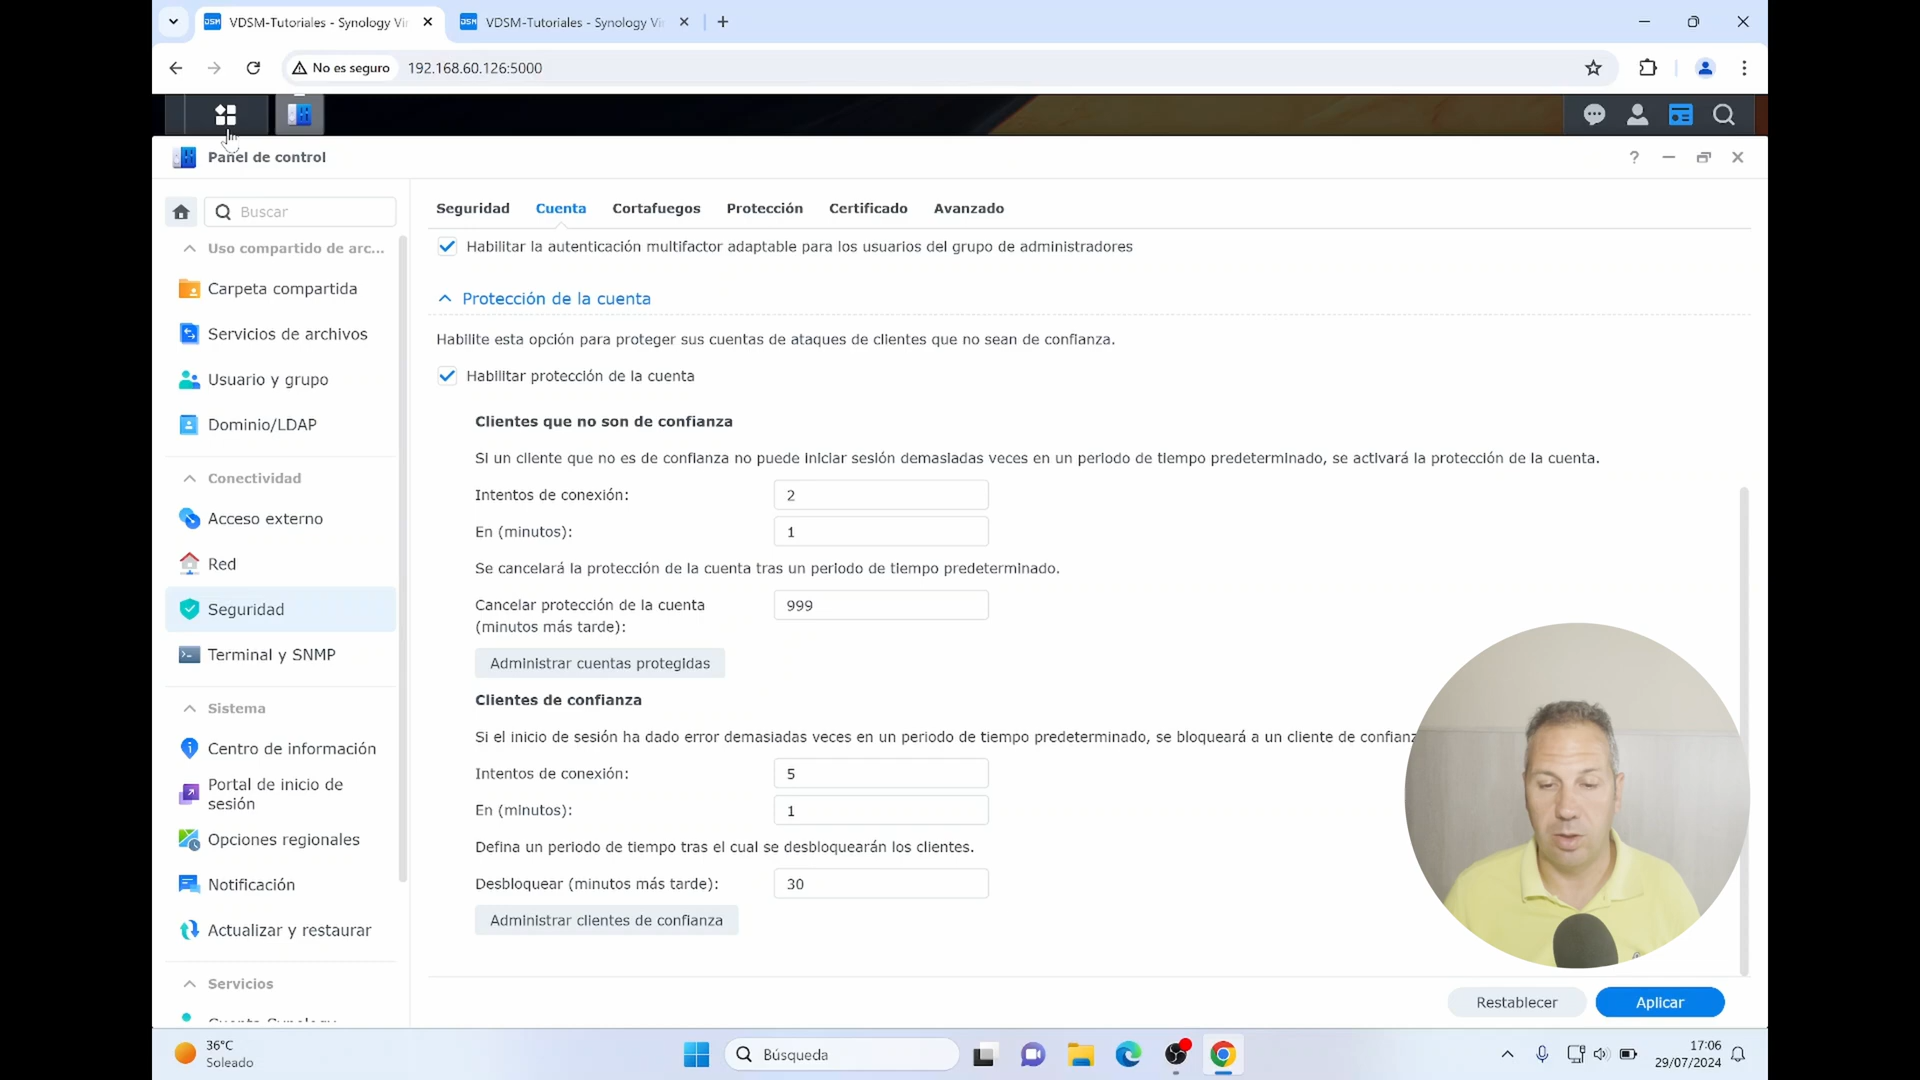 VDSM-Tutoriales - Synology Vi
VDSM-Tutoriales - Synology Vi
No es seguro
192.168.60.126:5000
Panel de control
Buscar
Seguridad
Cuenta
Cortafuegos
Protección
Certificado
Avanzado
Uso compartido de arc...
Carpeta compartida
Servicios de archivos
Usuario y grupo
Dominio/LDAP
Conectividad
Acceso externo
Red
Seguridad
Terminal y SNMP
Sistema
Centro de información
Portal de inicio de
sesión
Opciones regionales
Notificación
Actualizar y restaurar
Servicios
Habilitar la autenticación multifactor adaptable para los usuarios del grupo de administradores
Protección de la cuenta
Habilite esta opción para proteger sus cuentas de ataques de clientes que no sean de confianza.
Habilitar protección de la cuenta
Clientes que no son de confianza
Si un cliente que no es de confianza no puede iniciar sesión demasiadas veces en un periodo de tiempo predeterminado, se activará la protección de la cuenta.
Intentos de conexión: 2
En (minutos): 1
Se cancelará la protección de la cuenta tras un periodo de tiempo predeterminado.
Cancelar protección de la cuenta 999
(minutos más tarde):
Administrar cuentas protegidas
Clientes de confianza
Si el inicio de sesión ha dado error demasiadas veces en un periodo de tiempo predeterminado, se bloqueará a un cliente de confianz
Intentos de conexión: 5
En (minutos): 1
Defina un periodo de tiempo tras el cual se desbloquearán los clientes.
Desbloquear (minutos más tarde): 30
Administrar clientes de confianza
Restablecer
Aplicar
36°C
Soleado
Búsqueda
17:06
29/07/2024